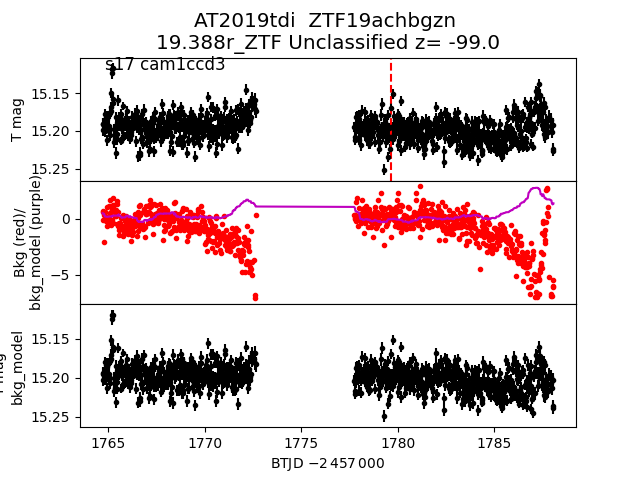 AT2019tdi  ZTF19achbgzn
19.388r_ZTF Unclassified z= -99.0
s17 cam1ccd3
T mag
15.15
15.20
15.25
Bkg (red)/
bkg_model (purple)
0
−5
bkg_model
15.15
15.20
15.25
1765
1770
1775
1780
1785
BTJD −2 457 000